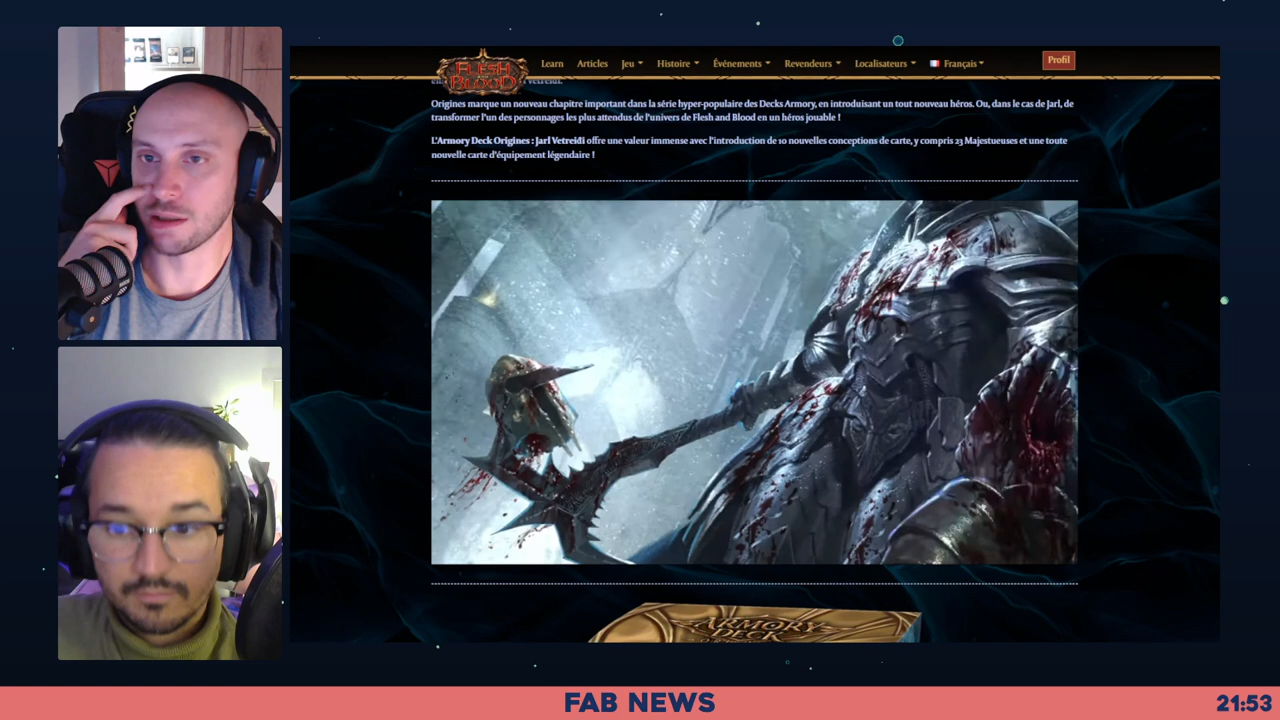 FLESH
AND
BLOOD
Learn Articles Jeu Histoire Événements Revendeurs Localisateurs Français Profil
Origines marque un nouveau chapitre important dans la série hyper-populaire des Decks Armory, en introduisant un tout nouveau héros. Ou, dans le cas de Jarl, de
transformer l'un des personnages les plus attendus de l'univers de Flesh and Blood en un héros jouable !
L'Armory Deck Origines : Jarl Vetreidi offre une valeur immense avec l'introduction de 10 nouvelles conceptions de carte, y compris 23 Majestueuses et une toute
nouvelle carte d'équipement légendaire !
ARMORY
DECK
FAB NEWS
21:53